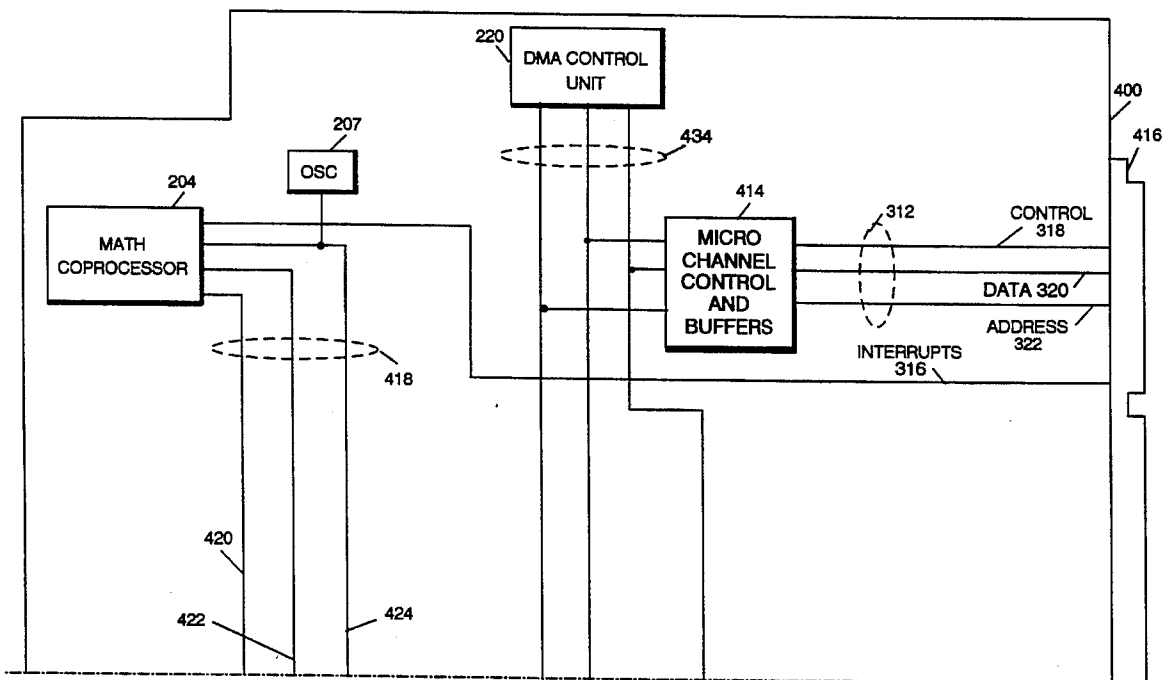 220
DMA CONTROL
UNIT
400
416
207
OSC
434
204
MATH
COPROCESSOR
414
MICRO
CHANNEL
CONTROL
AND
BUFFERS
312
CONTROL
318
DATA 320
ADDRESS
322
INTERRUPTS
316
418
420
422
424